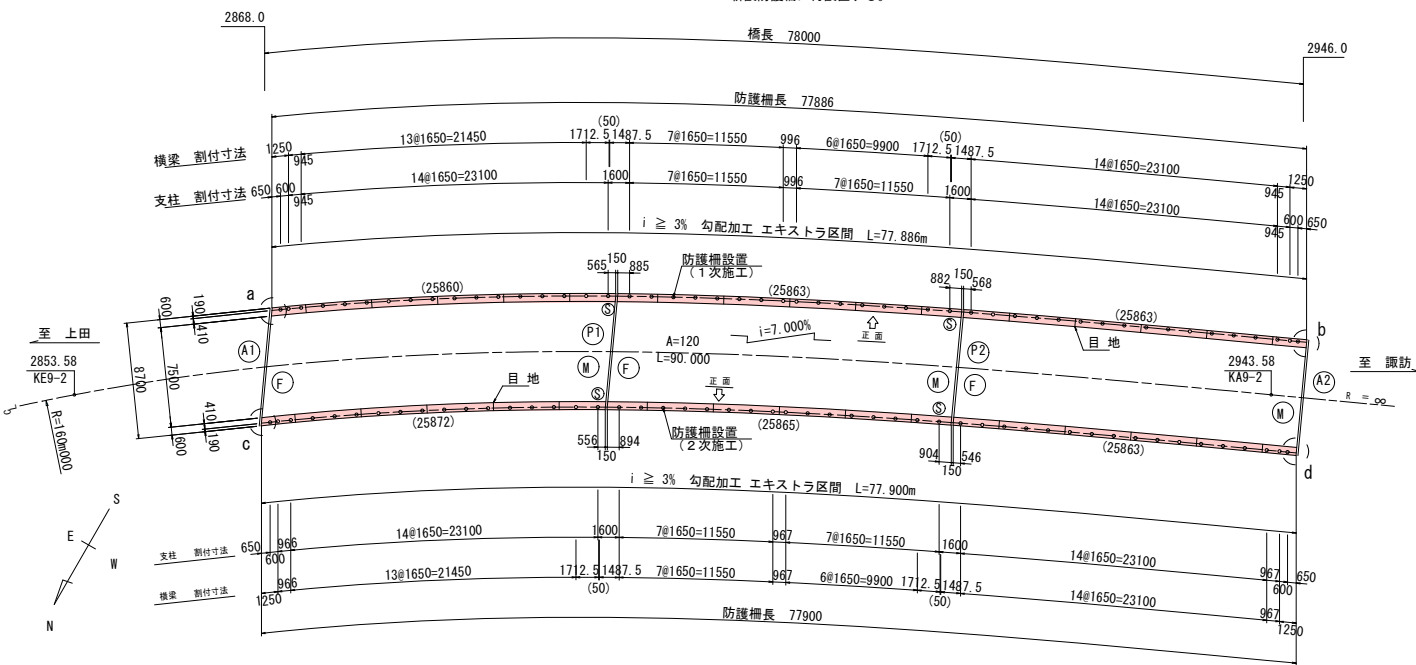 2868.0
橋長 78000
2946.0
防護柵長 77886
(50)
(50)
横梁 割付寸法
1250
945
13@1650=21450
1712.5
1487.5
7@1650=11550
996
6@1650=9900
1712.5
1487.5
14@1650=23100
945
1250
支柱 割付寸法
650
600
945
14@1650=23100
1600
7@1650=11550
996
7@1650=11550
1600
14@1650=23100
945
600
650
i ≧ 3% 勾配加工 エキストラ区間 L=77.886m
565
150
885
防護柵設置
(1次施工)
882
150
568
a
(25860)
(25863)
(25863)
b
600
190
410
S
S
正面
目地
至 上田
2853.58
KE9-2
8700
7500
A1
F
P1
M
F
A=120
L=90.000
i=7.000%
P2
M
F
2943.58
KA9-2
M
A2
至 諏訪
R = ∞
R=160m000
目地
S
正面
S
410
190
600
c
(25872)
(25865)
(25863)
d
556
150
894
防護柵設置
(2次施工)
904
150
546
i ≧ 3% 勾配加工 エキストラ区間 L=77.900m
S
E
W
N
支柱 割付寸法
650
600
966
14@1650=23100
1600
7@1650=11550
967
7@1650=11550
1600
14@1650=23100
967
600
650
横梁 割付寸法
1250
966
13@1650=21450
1712.5
1487.5
(50)
7@1650=11550
967
6@1650=9900
1712.5
1487.5
(50)
14@1650=23100
967
1250
防護柵長 77900